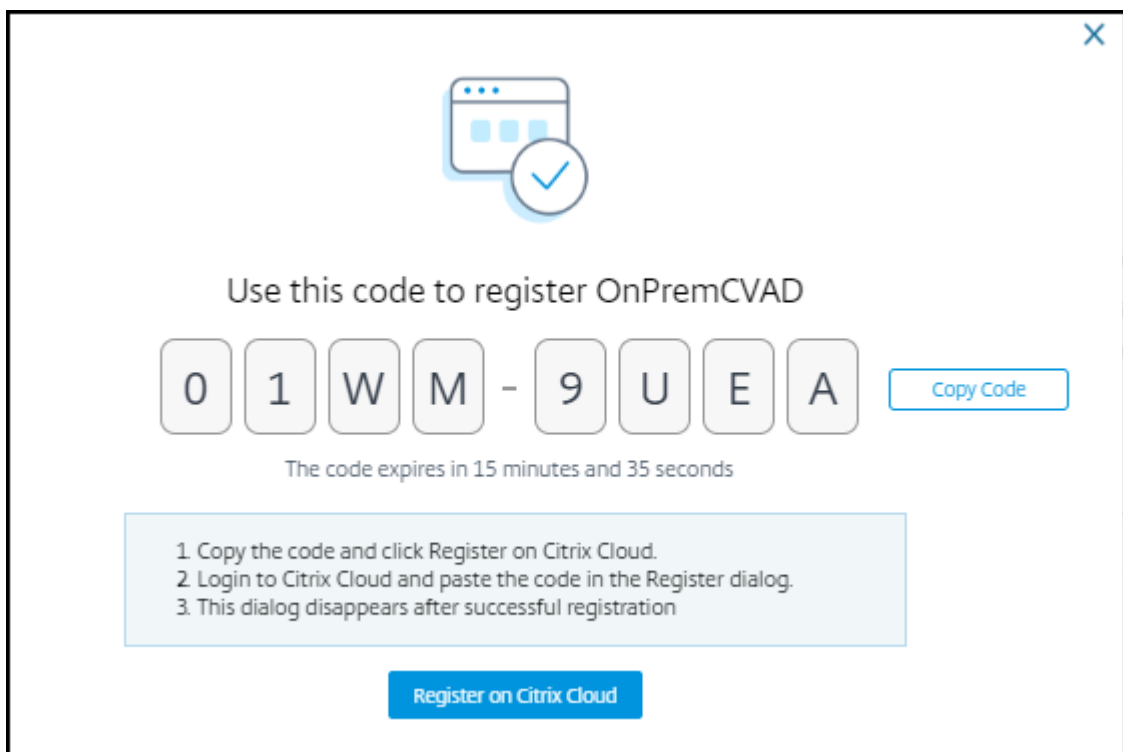 Use this code to register OnPremCVAD
01WM-9UEA
Copy Code
The code expires in 15 minutes and 35 seconds
1. Copy the code and click Register on Citrix Cloud.
2. Login to Citrix Cloud and paste the code in the Register dialog.
3. This dialog disappears after successful registration
Register on Citrix Cloud